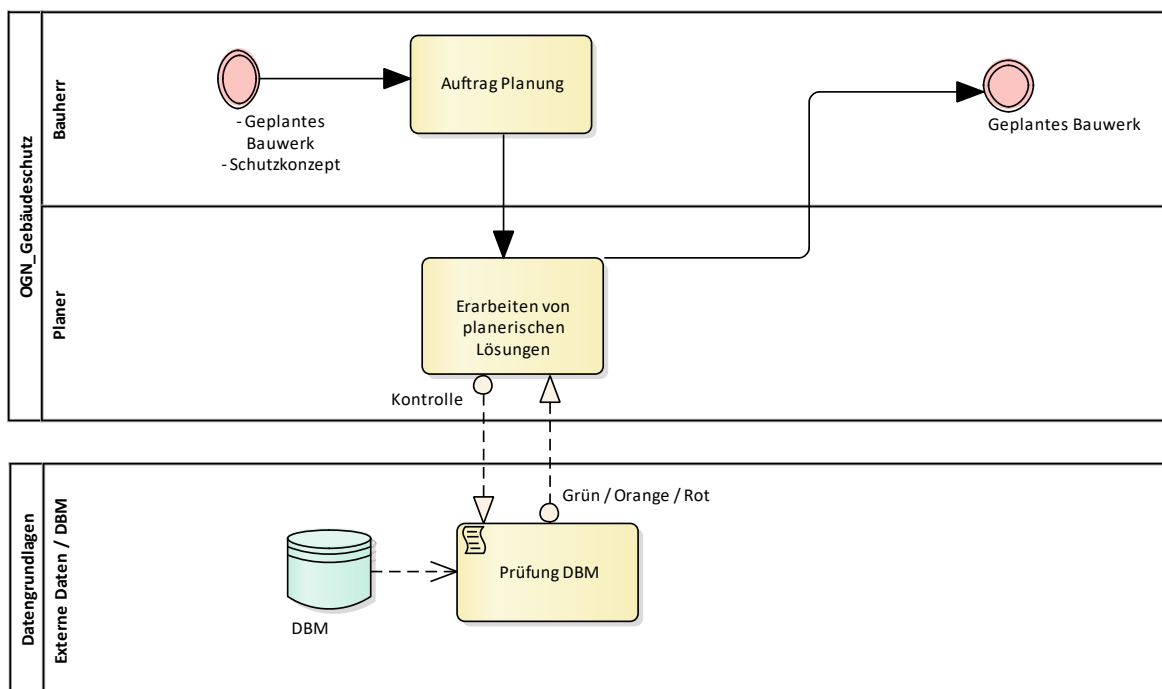 OGN_Gebäudeschutz
Bauherr
- Geplantes
Bauwerk
- Schutzkonzept
Auftrag Planung
Geplantes Bauwerk
Planer
Erarbeiten von
planerischen
Lösungen
Kontrolle
Grün / Orange / Rot
Datengrundlagen
Externe Daten / DBM
DBM
Prüfung DBM